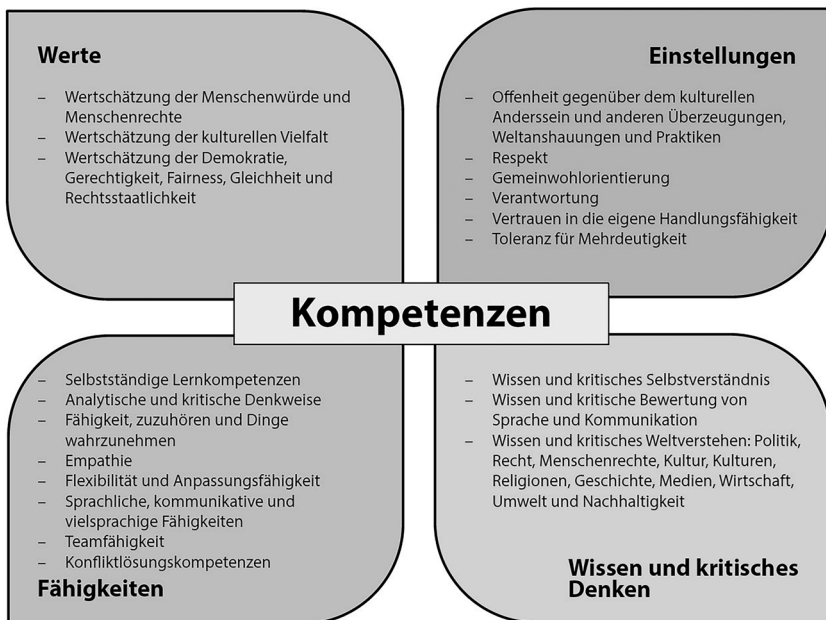 Werte
– Wertschätzung der Menschenwürde und
Menschenrechte
– Wertschätzung der kulturellen Vielfalt
– Wertschätzung der Demokratie,
Gerechtigkeit, Fairness, Gleichheit und
Rechtsstaatlichkeit
Einstellungen
– Offenheit gegenüber dem kulturellen
Anderssein und anderen Überzeugungen,
Weltanshauungen und Praktiken
– Respekt
– Gemeinwohlorientierung
– Verantwortung
– Vertrauen in die eigene Handlungsfähigkeit
– Toleranz für Mehrdeutigkeit
Kompetenzen
– Selbstständige Lernkompetenzen
– Analytische und kritische Denkweise
– Fähigkeit, zuzuhören und Dinge
wahrzunehmen
– Empathie
– Flexibilität und Anpassungsfähigkeit
– Sprachliche, kommunikative und
vielsprachige Fähigkeiten
– Teamfähigkeit
– Konfliktlösungskompetenzen
Fähigkeiten
– Wissen und kritisches Selbstverständnis
– Wissen und kritische Bewertung von
Sprache und Kommunikation
– Wissen und kritisches Weltverstehen: Politik,
Recht, Menschenrechte, Kultur, Kulturen,
Religionen, Geschichte, Medien, Wirtschaft,
Umwelt und Nachhaltigkeit
Wissen und kritisches
Denken